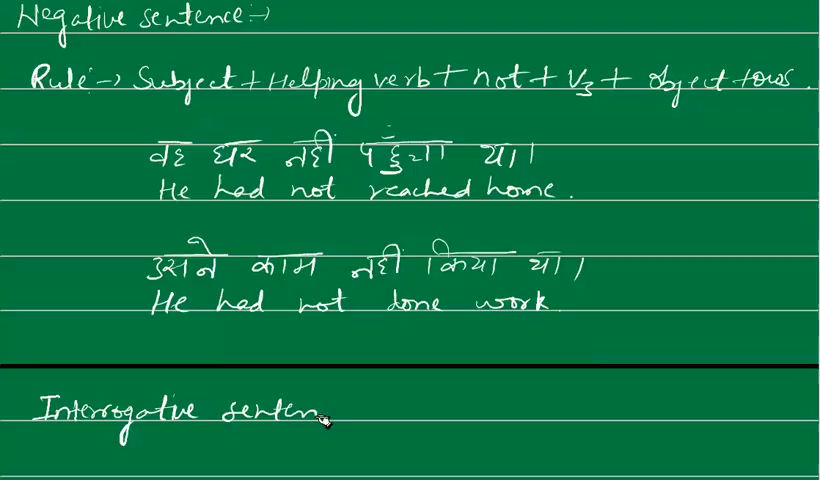 Negative sentence:→
Rule:→ Subject + Helping verb + not + V3 + object + ows.
वह घर नही पहुँचा था।
He had not reached home.
उसने काम नही किया था।
He had not done work.
Interrogative senten